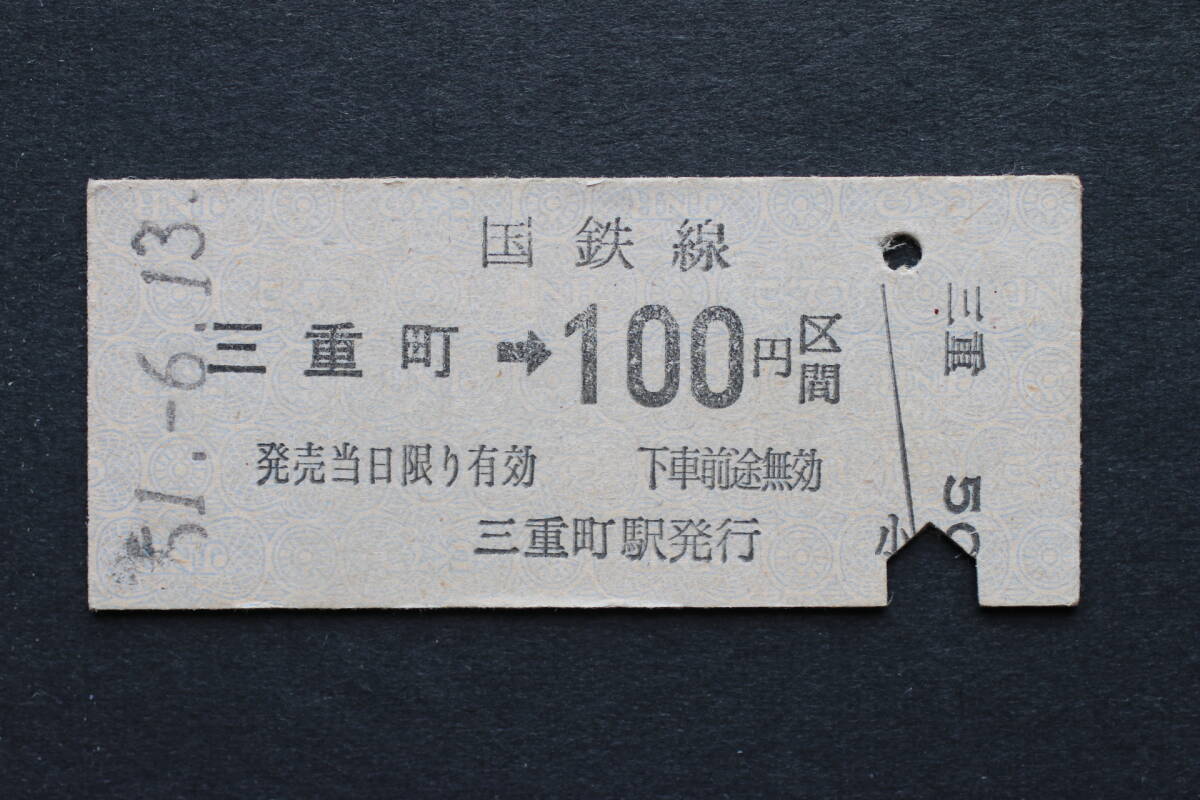 国鉄線
三重町➡100円区間
発売当日限り有効 下車前途無効
三重町駅発行
51.-6.13.
三重
小
50